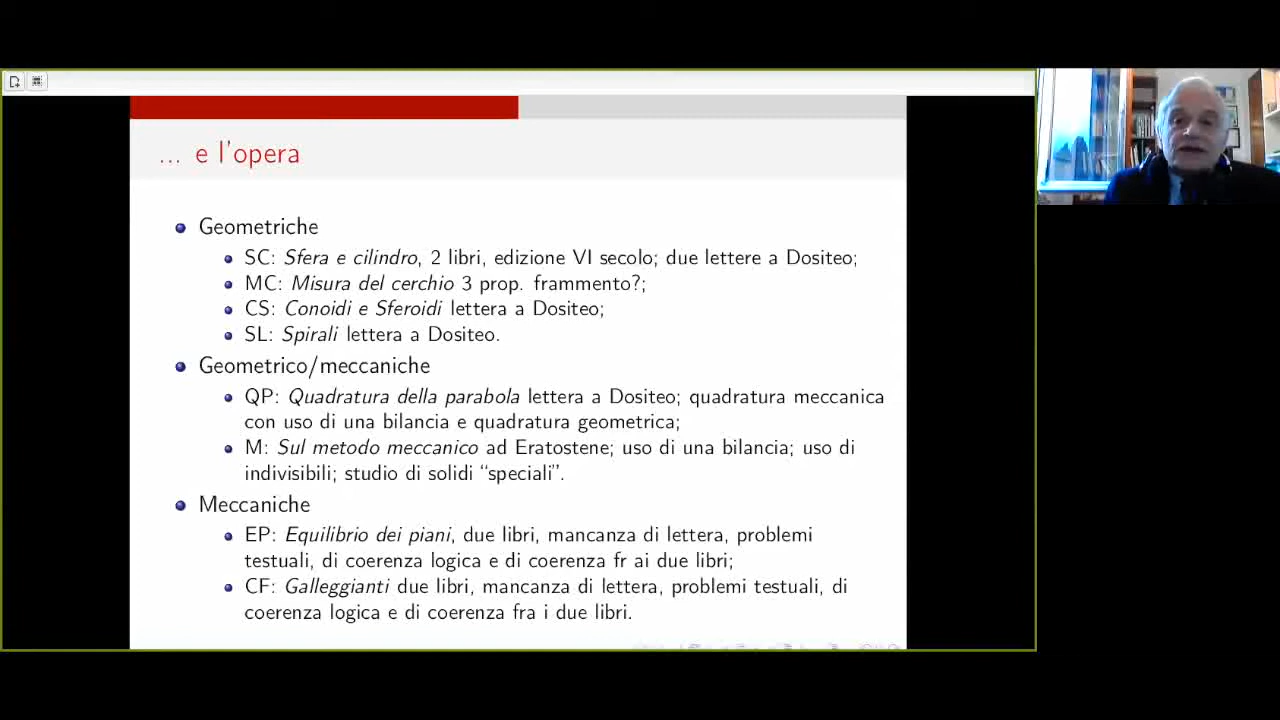 ... e l'opera
Geometriche
SC: Sfera e cilindro, 2 libri, edizione VI secolo; due lettere a Dositeo;
MC: Misura del cerchio 3 prop. frammento?;
CS: Conoidi e Sferoidi lettera a Dositeo;
SL: Spirali lettera a Dositeo.
Geometrico/meccaniche
QP: Quadratura della parabola lettera a Dositeo; quadratura meccanica
con uso di una bilancia e quadratura geometrica;
M: Sul metodo meccanico ad Eratostene; uso di una bilancia; uso di
indivisibili; studio di solidi “speciali”.
Meccaniche
EP: Equilibrio dei piani, due libri, mancanza di lettera, problemi
testuali, di coerenza logica e di coerenza fr ai due libri;
CF: Galleggianti due libri, mancanza di lettera, problemi testuali, di
coerenza logica e di coerenza fra i due libri.